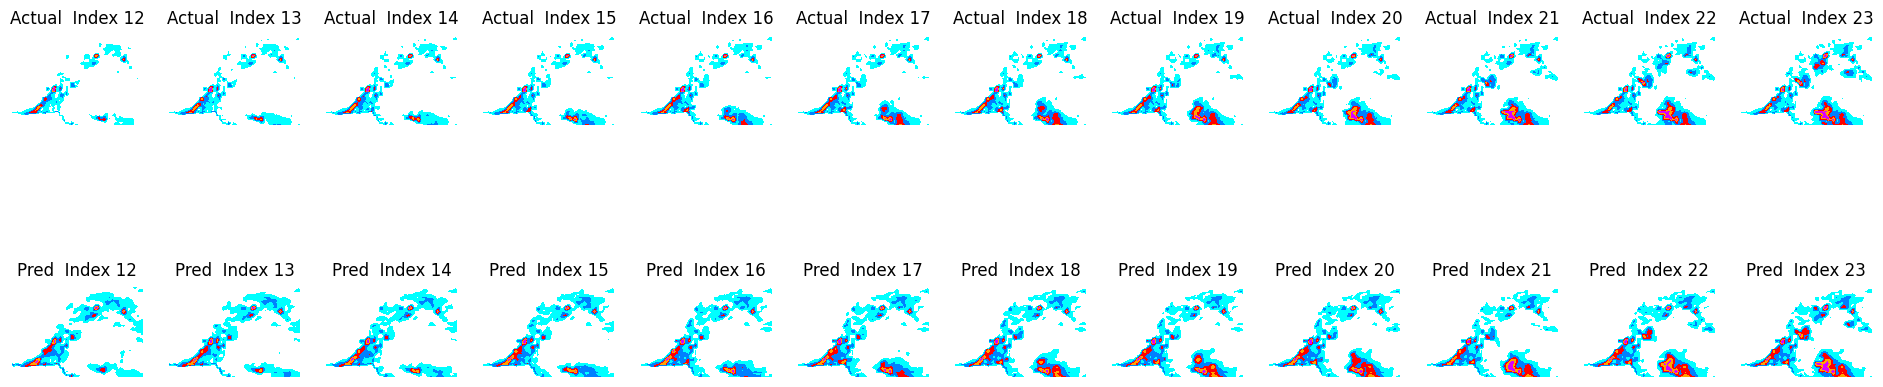 Actual  Index 12 Actual  Index 13 Actual  Index 14 Actual  Index 15 Actual  Index 16 Actual  Index 17 Actual  Index 18 Actual  Index 19 Actual  Index 20 Actual  Index 21 Actual  Index 22 Actual  Index 23
Pred  Index 12 Pred  Index 13 Pred  Index 14 Pred  Index 15 Pred  Index 16 Pred  Index 17 Pred  Index 18 Pred  Index 19 Pred  Index 20 Pred  Index 21 Pred  Index 22 Pred  Index 23